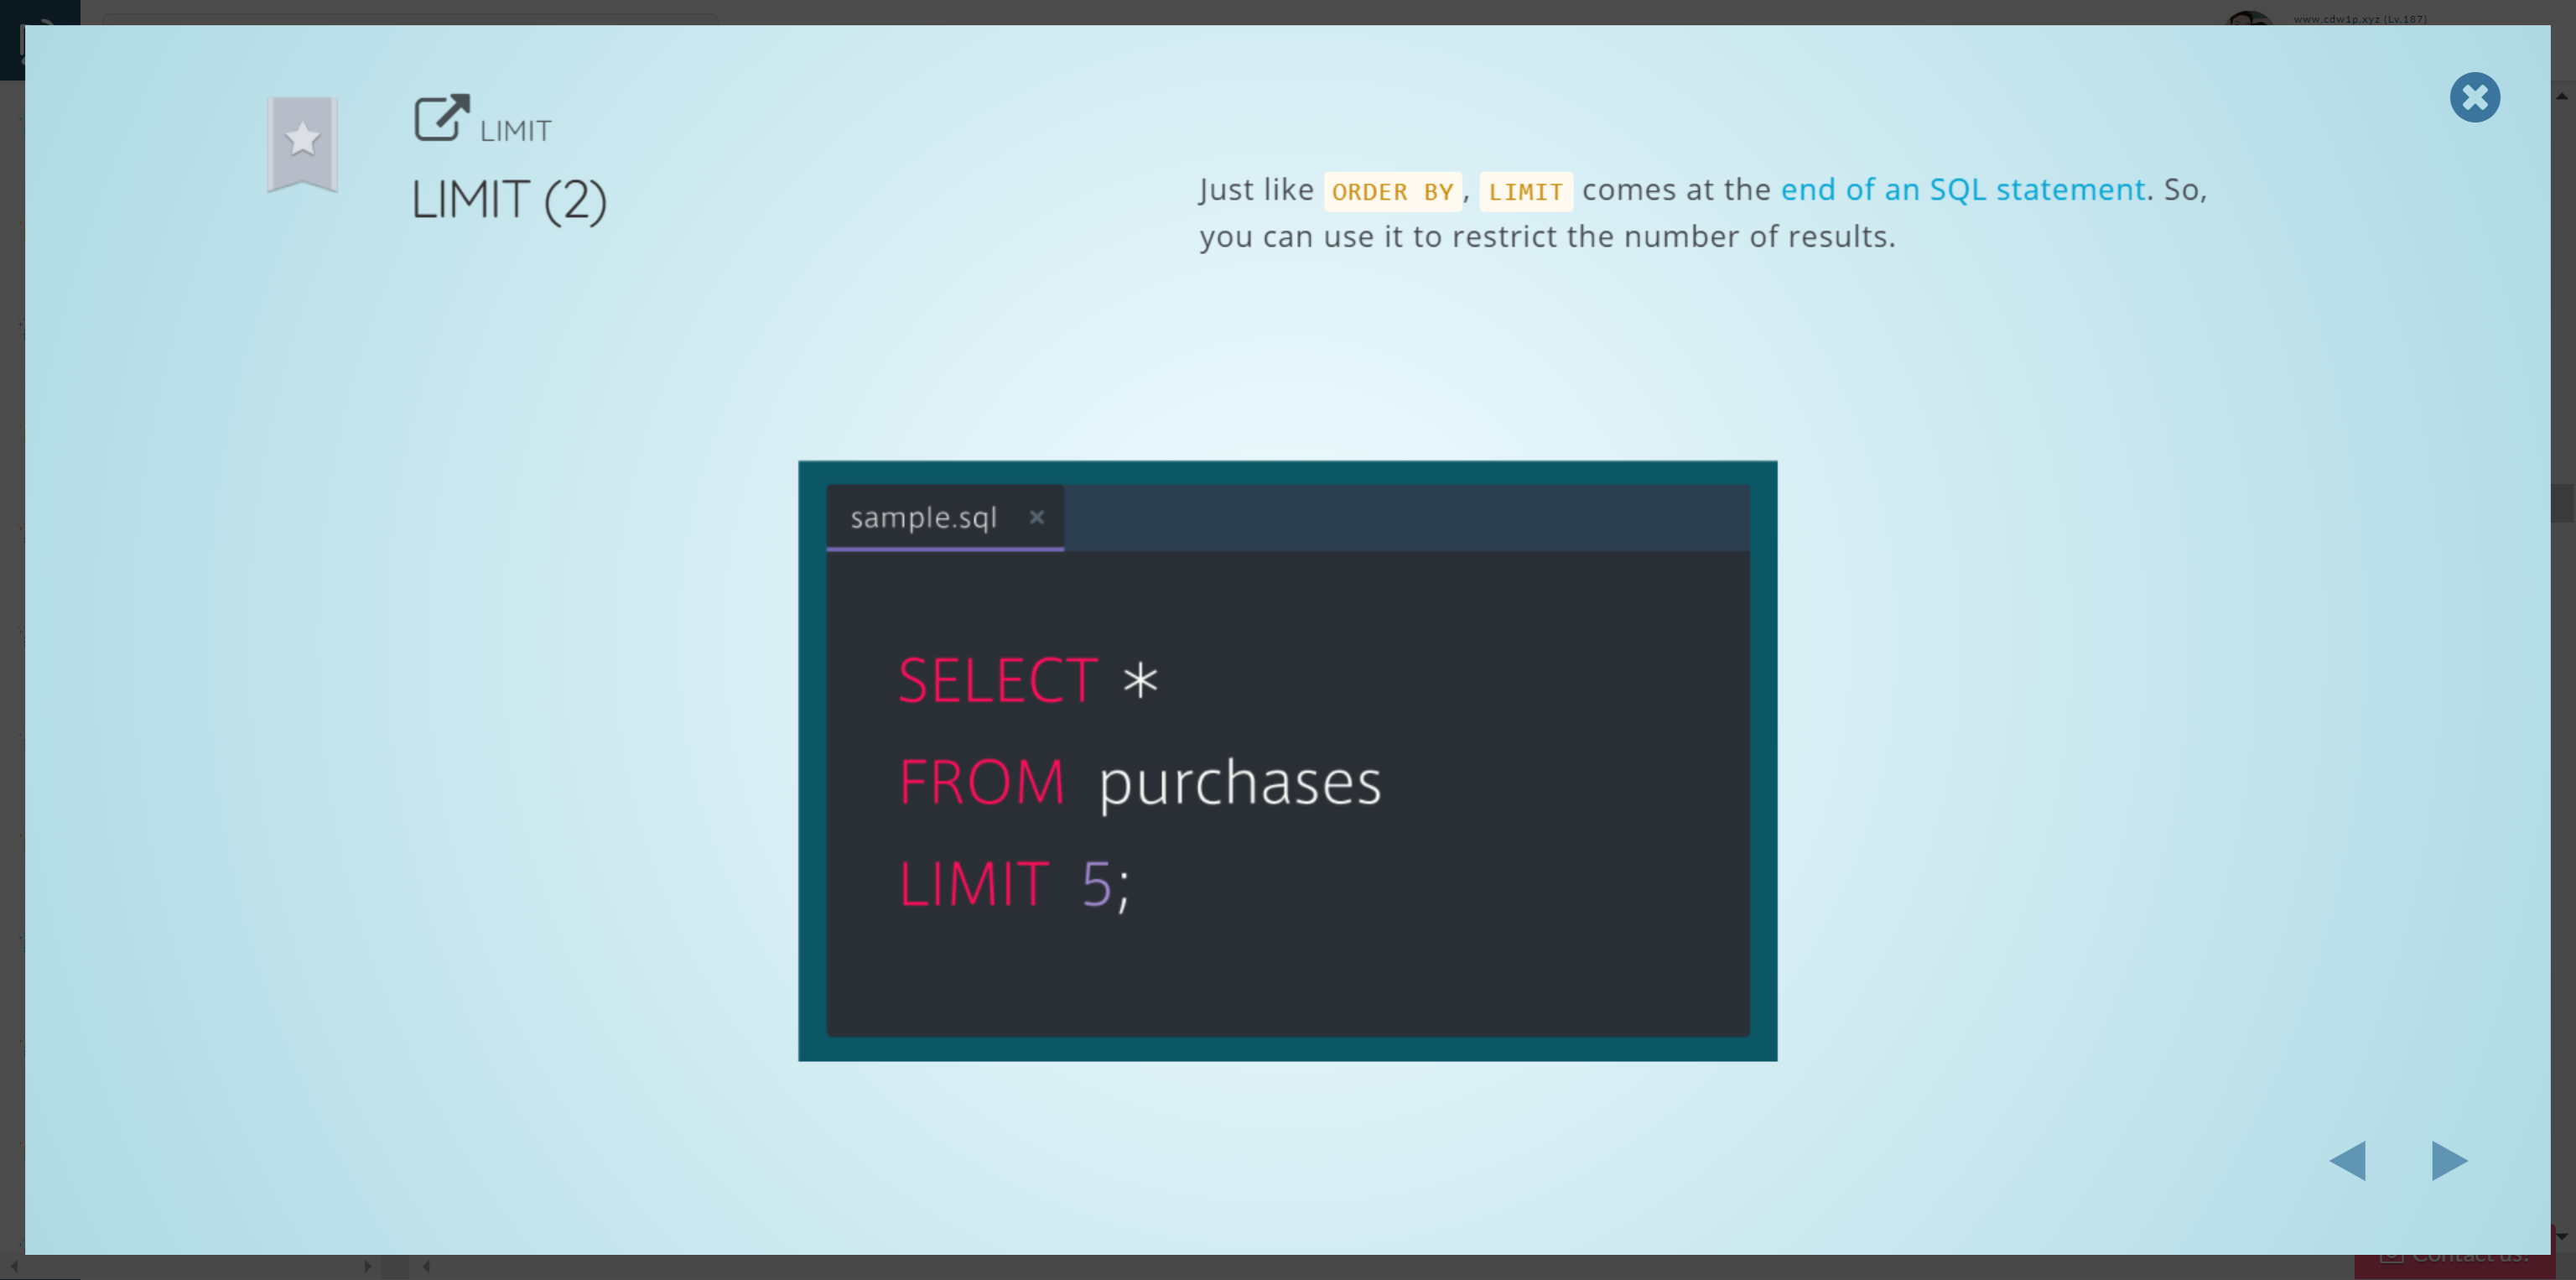 www.cdw1p.xyz (Lv.187)
LIMIT
LIMIT (2)
Just like ORDER BY, LIMIT comes at the end of an SQL statement. So,
you can use it to restrict the number of results.
sample.sql
SELECT *
FROM purchases
LIMIT 5;
Contact us!